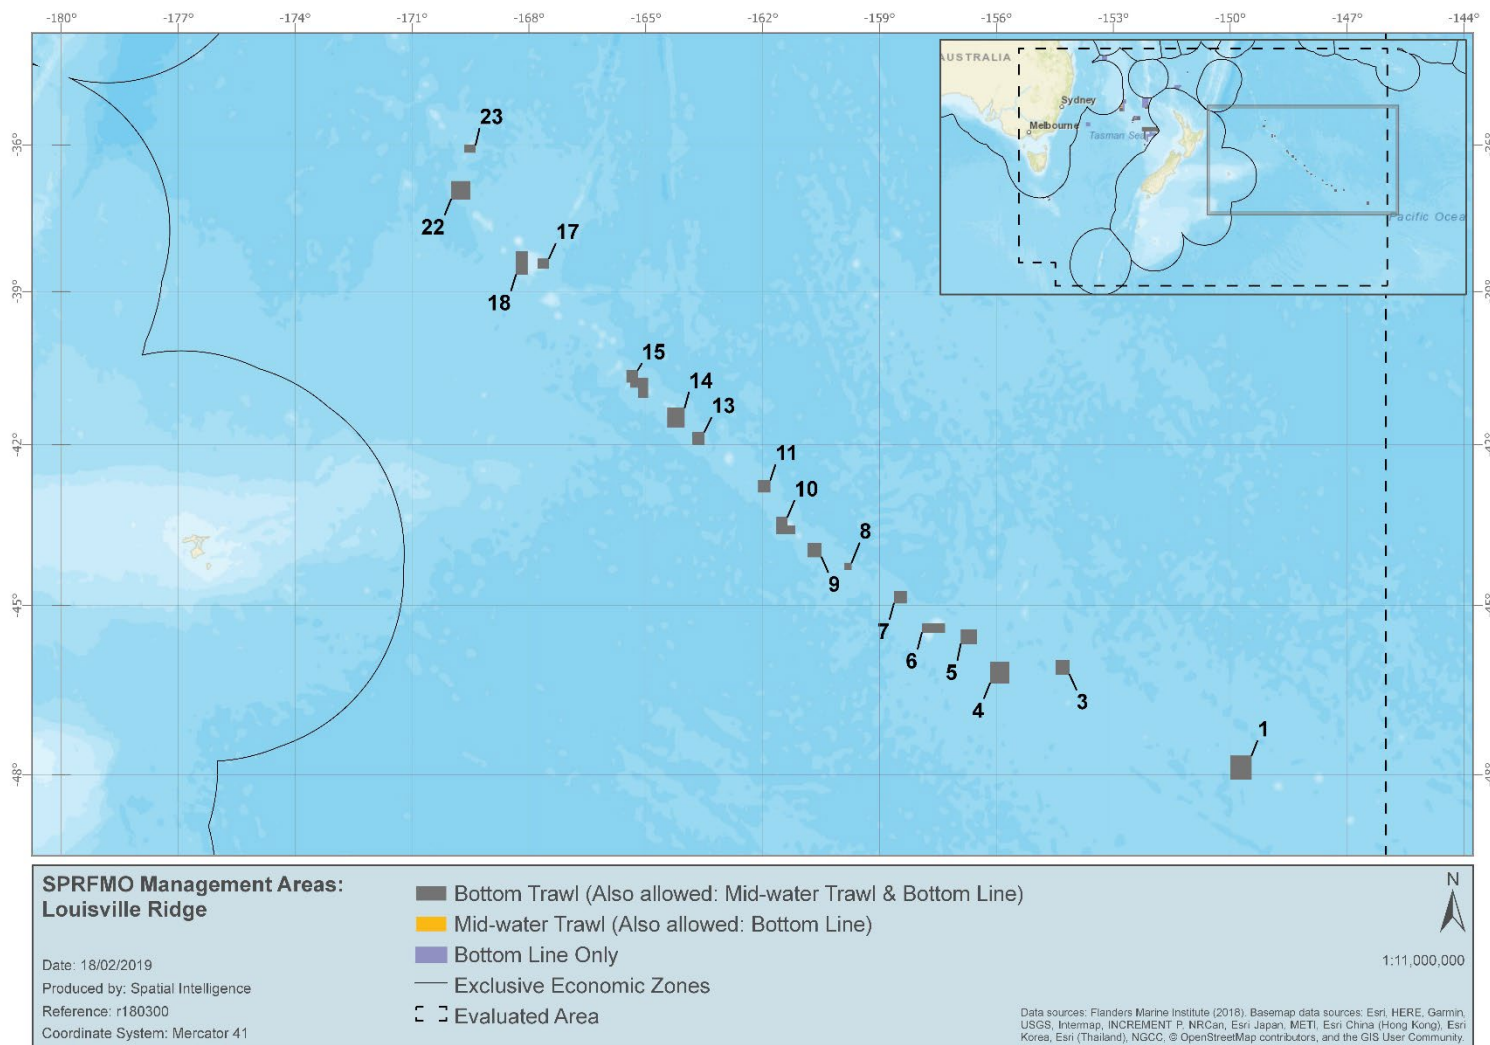 -180° -177° -174° -171° -168° -165° -162° -159° -156° -153° -150° -147° -144°
AUSTRALIA
Sydney
Melbourne
Tasman Sea
Pacific Ocea
-36°
23
22
17
18
-39°
15
14
13
-42° -42°
11
10
8
9
-45° -45°
7
6
5
4
3
1
-48° -48°
SPRFMO Management Areas:
Louisville Ridge
Date: 18/02/2019
Produced by: Spatial Intelligence
Reference: r180300
Coordinate System: Mercator 41
Bottom Trawl (Also allowed: Mid-water Trawl & Bottom Line)
Mid-water Trawl (Also allowed: Bottom Line)
Bottom Line Only
Exclusive Economic Zones
Evaluated Area
N
1:11,000,000
Data sources: Flanders Marine Institute (2018). Basemap data sources: Esri, HERE, Garmin,
USGS, Intermap, INCREMENT P, NRCan, Esri Japan, METI, Esri China (Hong Kong), Esri
Korea, Esri (Thailand), NGCC, © OpenStreetMap contributors, and the GIS User Community.